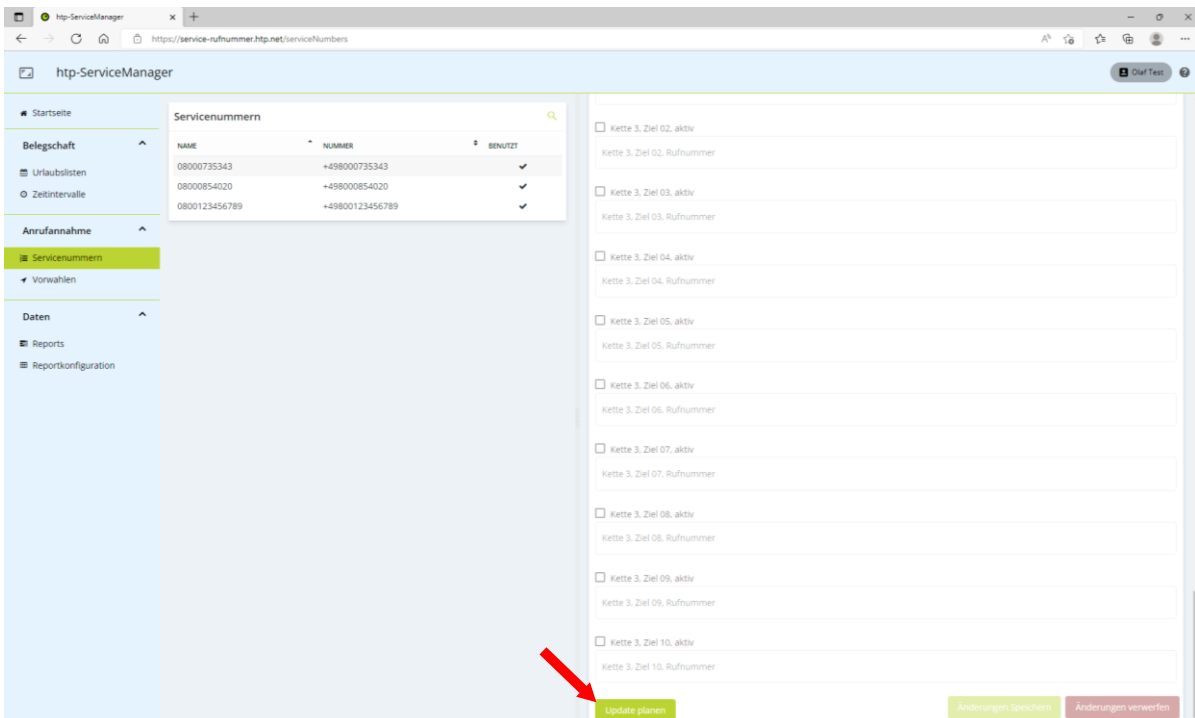 htp-ServiceManager
https://service-rufnummer.htp.net/serviceNumbers
htp-ServiceManager
Olaf Test
Startseite
Belegschaft
Urlaubslisten
Zeitintervalle
Anrufannahme
Servicenummern
Vorwahlen
Daten
Reports
Reportkonfiguration
Servicenummern
NAME NUMMER BENUTZT
08000735343 +498000735343
08000854020 +498000854020
0800123456789 +49800123456789
Kette 3, Ziel 02, aktiv
Kette 3, Ziel 02, Rufnummer
Kette 3, Ziel 03, aktiv
Kette 3, Ziel 03, Rufnummer
Kette 3, Ziel 04, aktiv
Kette 3, Ziel 04, Rufnummer
Kette 3, Ziel 05, aktiv
Kette 3, Ziel 05, Rufnummer
Kette 3, Ziel 06, aktiv
Kette 3, Ziel 06, Rufnummer
Kette 3, Ziel 07, aktiv
Kette 3, Ziel 07, Rufnummer
Kette 3, Ziel 08, aktiv
Kette 3, Ziel 08, Rufnummer
Kette 3, Ziel 09, aktiv
Kette 3, Ziel 09, Rufnummer
Kette 3, Ziel 10, aktiv
Kette 3, Ziel 10, Rufnummer
Update planen
Änderungen Speichern
Änderungen verwerfen